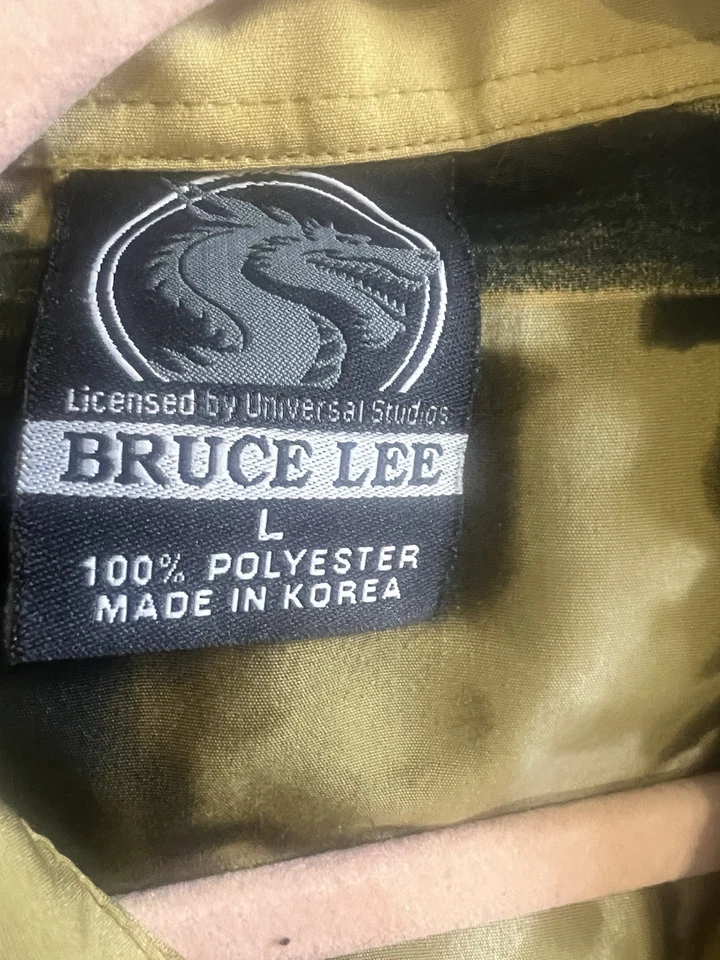 Licensed by Universal Studios
BRUCE LEE
L
100% POLYESTER
MADE IN KOREA